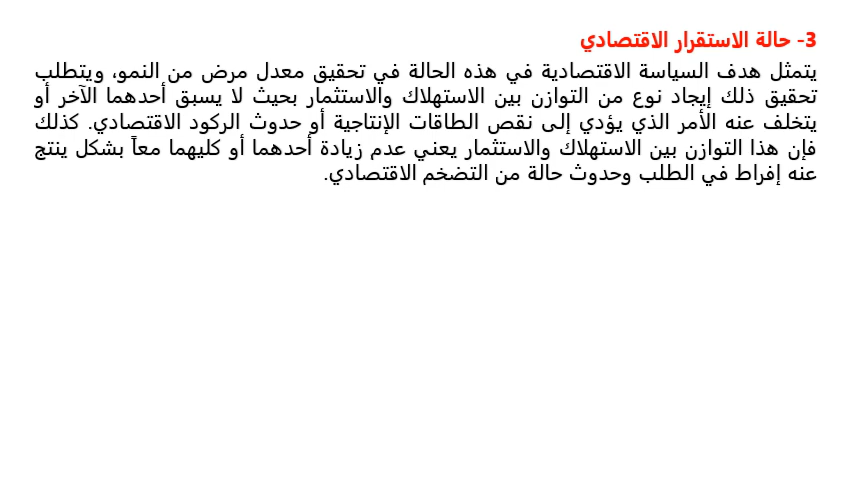 3- حالة الاستقرار الاقتصادي
يتمثل هدف السياسة الاقتصادية في هذه الحالة في تحقيق معدل مرض من النمو، ويتطلب
تحقيق ذلك إيجاد نوع من التوازن بين الاستهلاك والاستثمار بحيث لا يسبق أحدهما الآخر أو
يتخلف عنه الأمر الذي يؤدي إلى نقص الطاقات الإنتاجية أو حدوث الركود الاقتصادي. كذلك
فإن هذا التوازن بين الاستهلاك والاستثمار يعني عدم زيادة أحدهما أو كليهما معاً بشكل ينتج
عنه إفراط في الطلب وحدوث حالة من التضخم الاقتصادي.